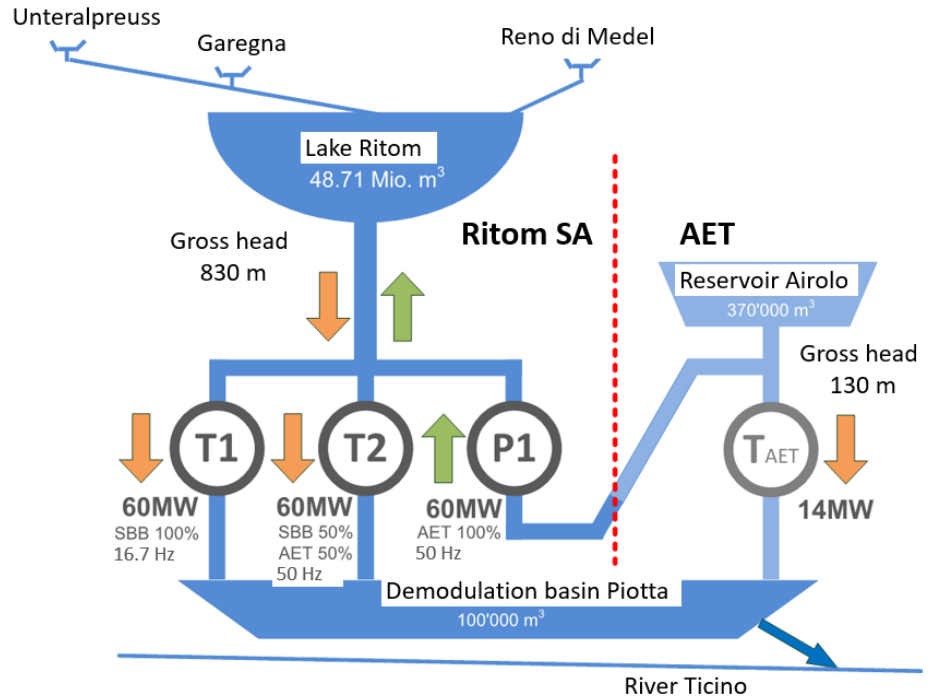 Unteralpreuss
Garegna
Reno di Medel
Lake Ritom
48.71 Mio. m³
Gross head
830 m
Ritom SA
AET
Reservoir Airolo
370'000 m³
Gross head
130 m
T1
T2
P1
TAET
60MW
SBB 100%
16.7 Hz
60MW
SBB 50%
AET 50%
50 Hz
60MW
AET 100%
50 Hz
14MW
Demodulation basin Piotta
100'000 m³
River Ticino